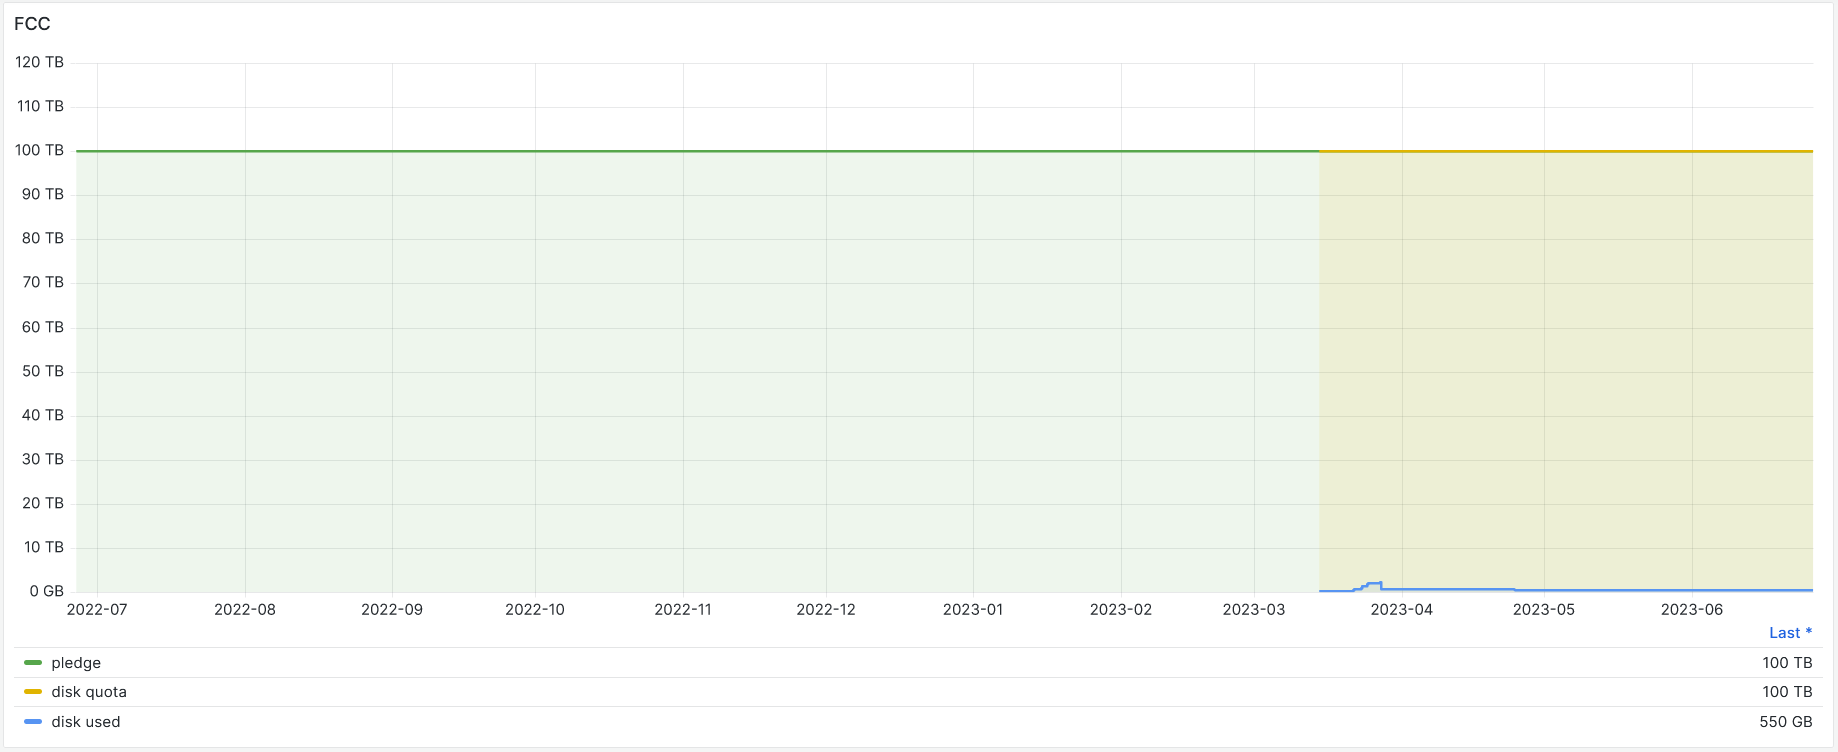 FCC
120 TB
110 TB
100 TB
90 TB
80 TB
70 TB
60 TB
50 TB
40 TB
30 TB
20 TB
10 TB
0 GB
2022-07 2022-08 2022-09 2022-10 2022-11 2022-12 2023-01 2023-02 2023-03 2023-04 2023-05 2023-06
Last *
pledge 100 TB
disk quota 100 TB
disk used 550 GB